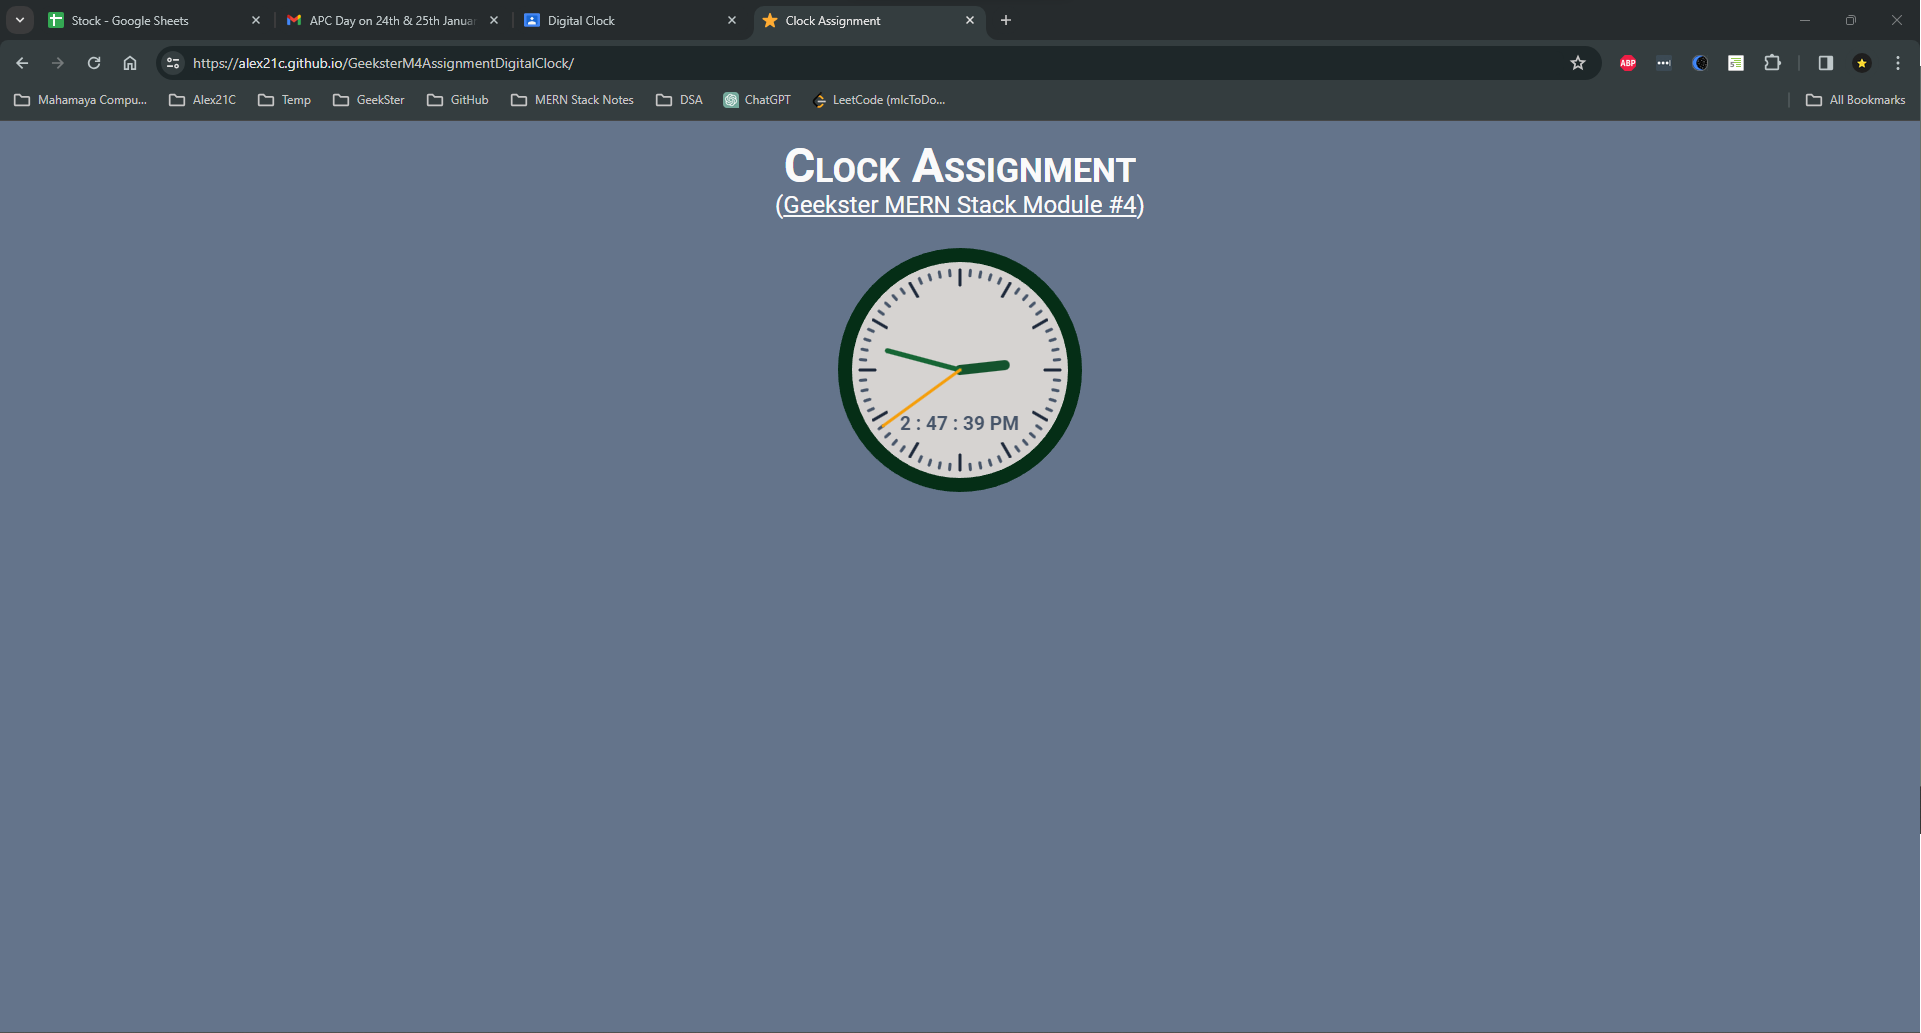 Stock - Google Sheets
APC Day on 24th & 25th Janua
Digital Clock
Clock Assignment
https://alex21c.github.io/GeeksterM4AssignmentDigitalClock/
ABP
Mahamaya Compu...
Alex21C
Temp
GeekSter
GitHub
MERN Stack Notes
DSA
ChatGPT
LeetCode (mIcToDo...
All Bookmarks
Clock Assignment
(Geekster MERN Stack Module #4)
2 : 47 : 39 PM